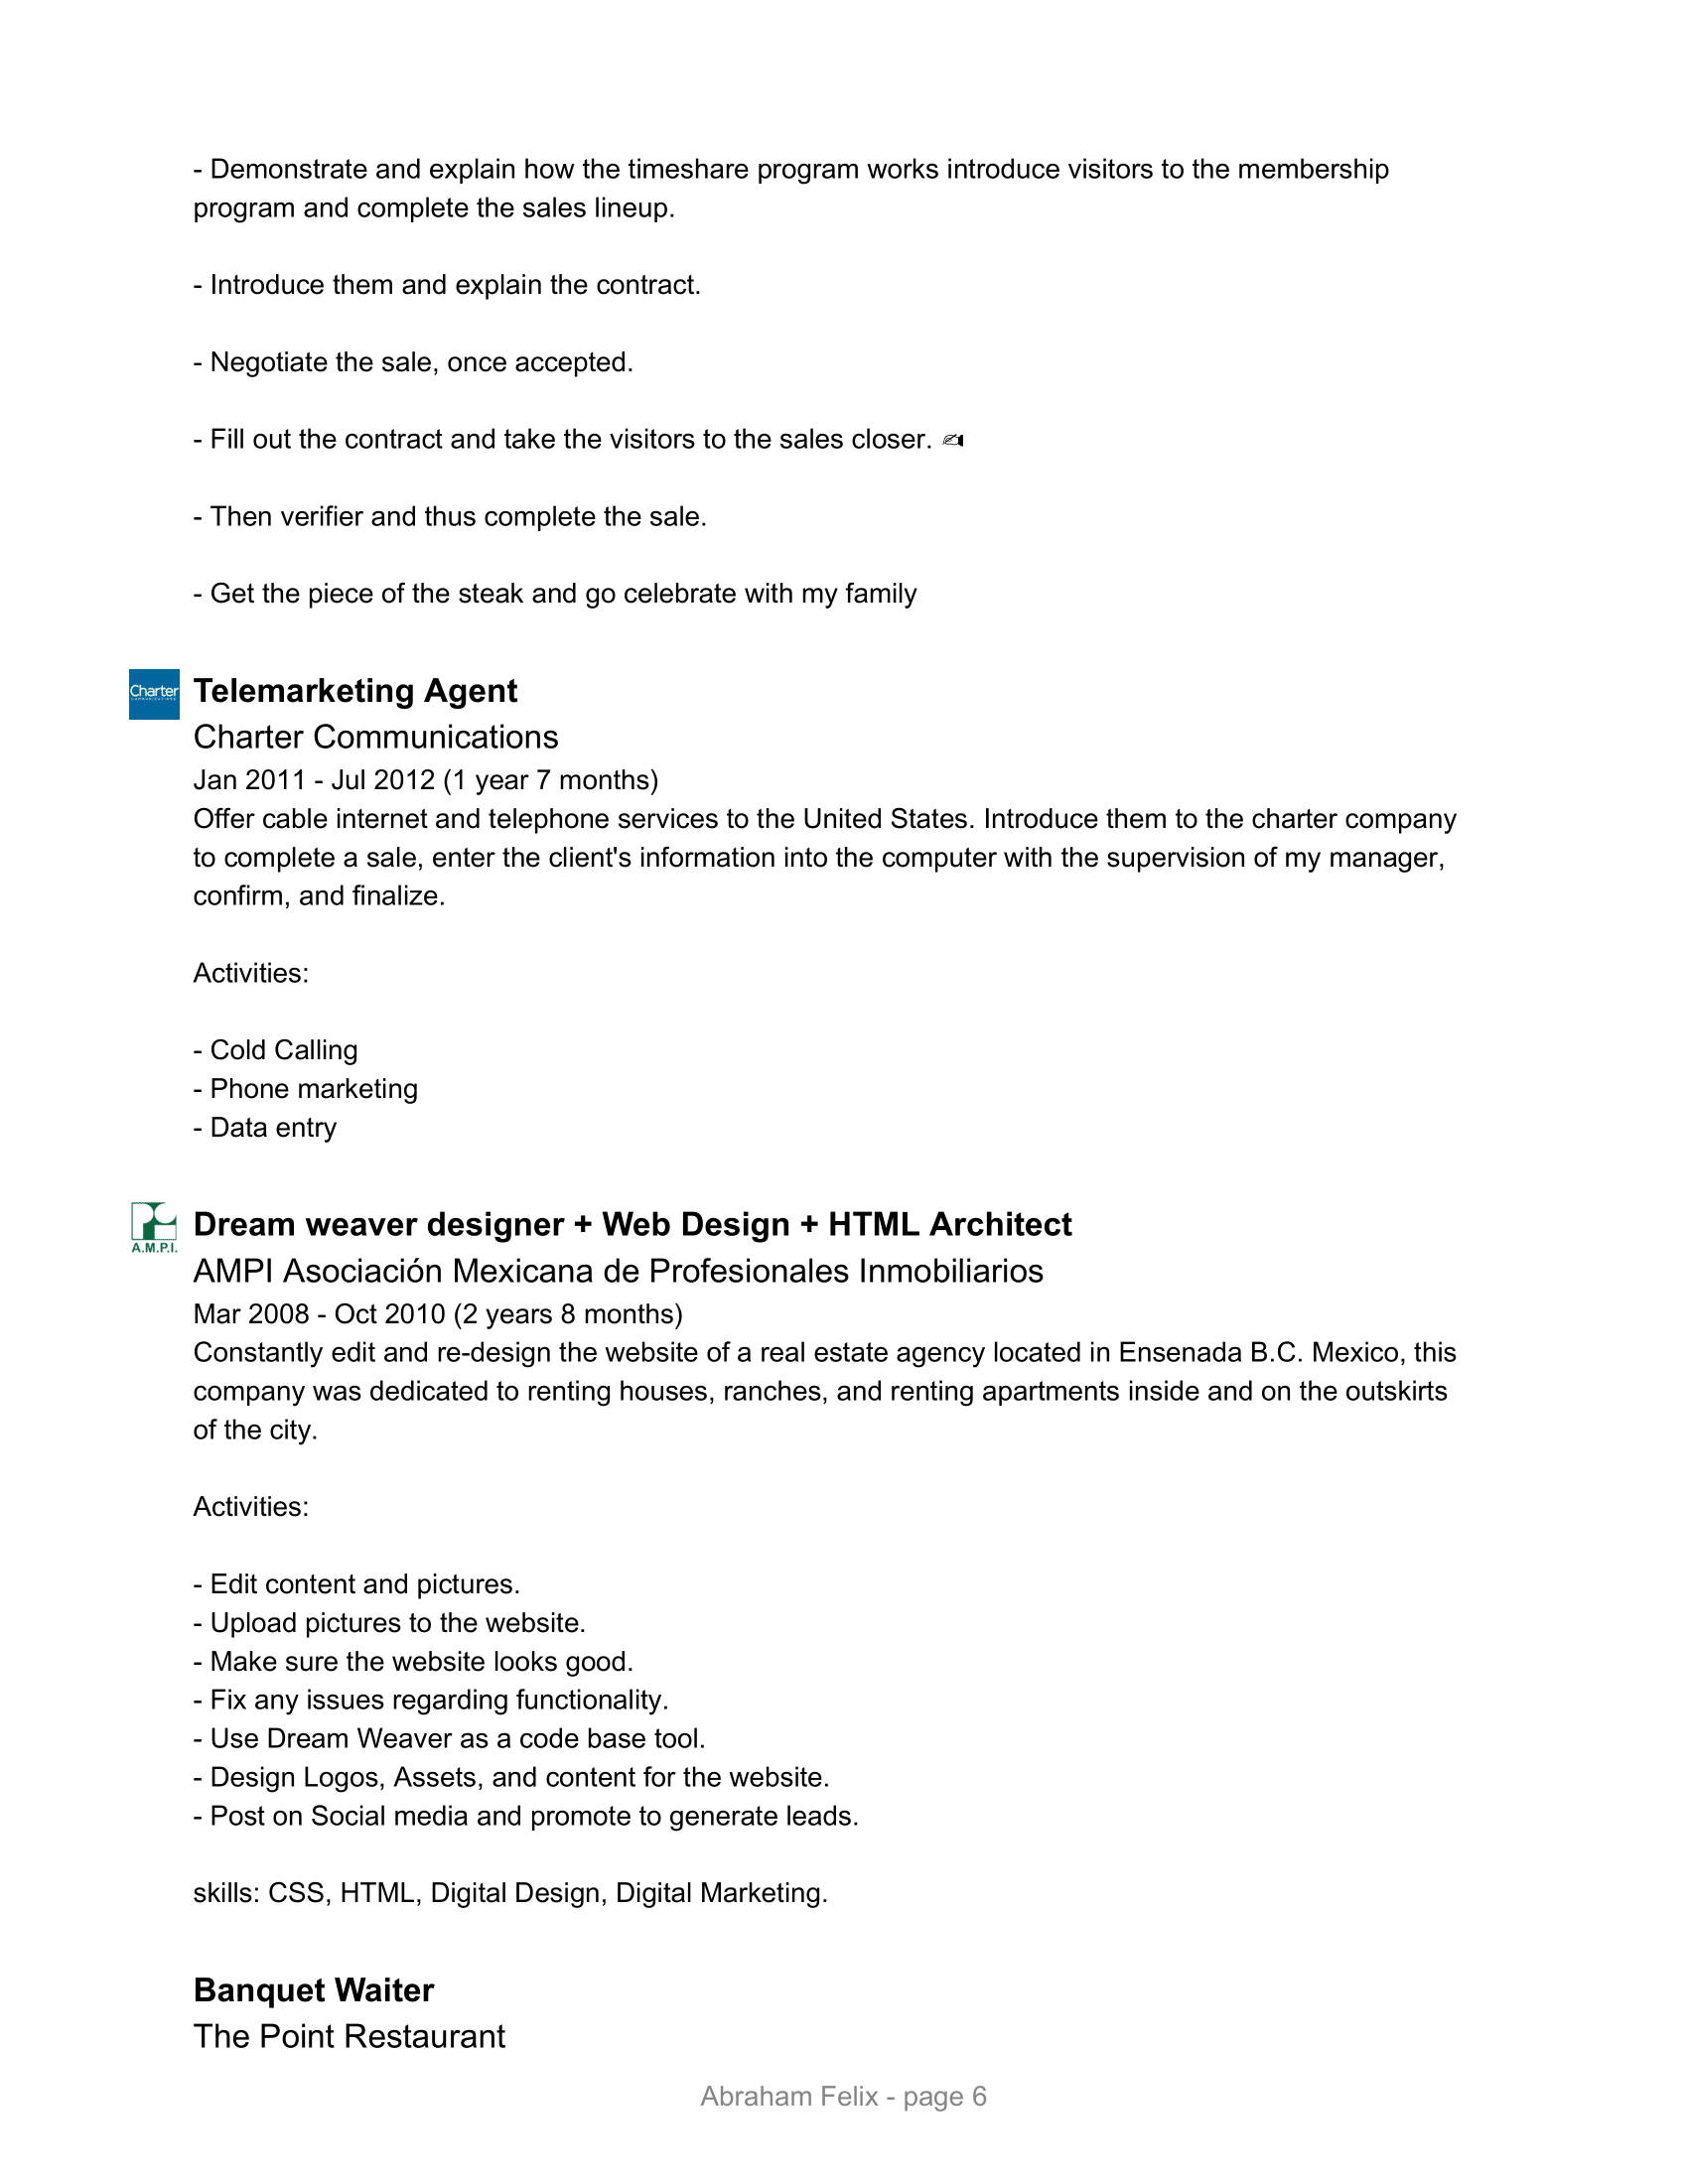 - Demonstrate and explain how the timeshare program works introduce visitors to the membership
program and complete the sales lineup.
- Introduce them and explain the contract.
- Negotiate the sale, once accepted.
- Fill out the contract and take the visitors to the sales closer. ✍
- Then verifier and thus complete the sale.
- Get the piece of the steak and go celebrate with my family
Charter
COMMUNICATIONS
Telemarketing Agent
Charter Communications
Jan 2011 - Jul 2012 (1 year 7 months)
Offer cable internet and telephone services to the United States. Introduce them to the charter company
to complete a sale, enter the client's information into the computer with the supervision of my manager,
confirm, and finalize.
Activities:
- Cold Calling
- Phone marketing
- Data entry
A.M.P.I.
Dream weaver designer + Web Design + HTML Architect
AMPI Asociación Mexicana de Profesionales Inmobiliarios
Mar 2008 - Oct 2010 (2 years 8 months)
Constantly edit and re-design the website of a real estate agency located in Ensenada B.C. Mexico, this
company was dedicated to renting houses, ranches, and renting apartments inside and on the outskirts
of the city.
Activities:
- Edit content and pictures.
- Upload pictures to the website.
- Make sure the website looks good.
- Fix any issues regarding functionality.
- Use Dream Weaver as a code base tool.
- Design Logos, Assets, and content for the website.
- Post on Social media and promote to generate leads.
skills: CSS, HTML, Digital Design, Digital Marketing.
Banquet Waiter
The Point Restaurant
Abraham Felix - page 6